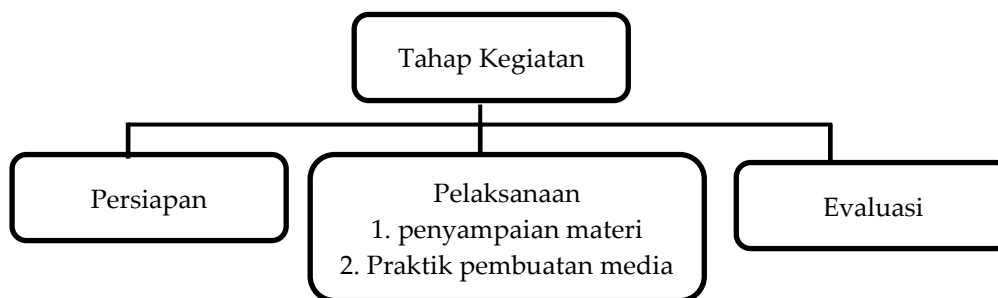 Tahap Kegiatan
Persiapan
Pelaksanaan
1. penyampaian materi
2. Praktik pembuatan media
Evaluasi